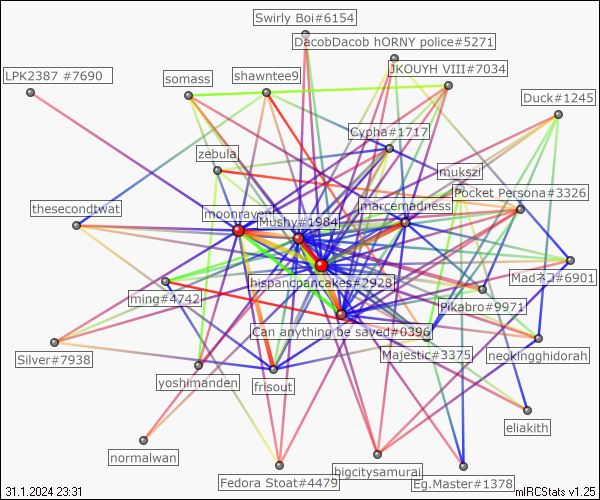 Swirly Boi#6154
DacobDacob hORNY police#5271
JKOUYH VIII#7034
LPK2387 #7690
somass
shawntee9
Duck#1245
Cypha#1717
zebula
mukszi
Pocket Persona#3326
thesecondtwat
marcemadness
moonraven
Mushy#1984
hispancpancakes#2928
Madネコ#6901
ming#4742
Pikabro#9971
Can anything be saved#0396
Silver#7938
Majestic#3375
neokingghidorah
yoshimanden
frisout
eliakith
normalwan
Fedora Stoat#4479
bigcitysamurai
Eg.Master#1378
31.1.2024 23:31
mIRCStats v1.25